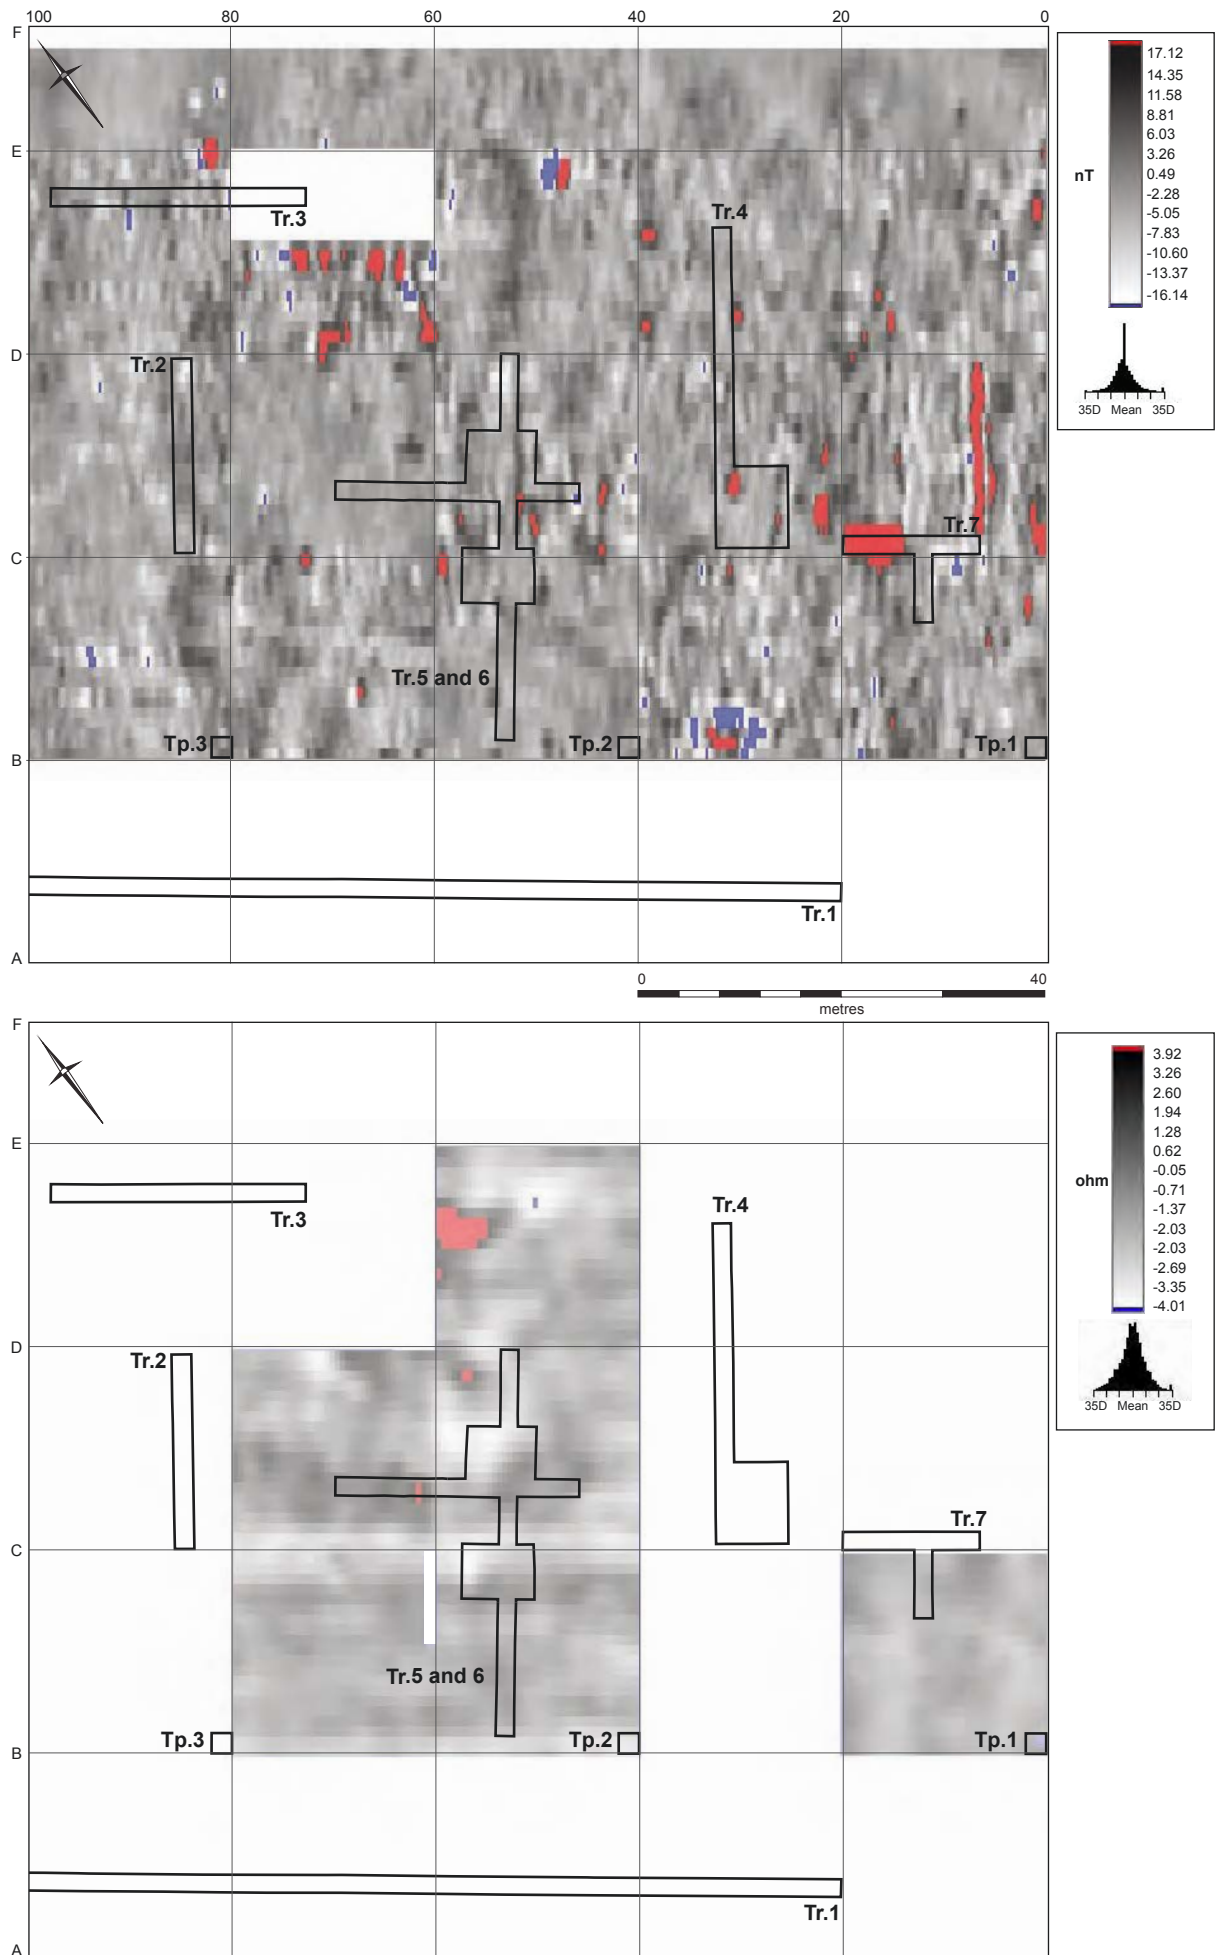 100 80 60 40 20 0
F
E
Tr.3
Tr.4
D
Tr.2
Tr.7
C
Tr.5 and 6
Tp.3 Tp.2 Tp.1
B
Tr.1
A
nT
17.12
14.35
11.58
8.81
6.03
3.26
0.49
-2.28
-5.05
-7.83
-10.60
-13.37
-16.14
35D Mean 35D
0 40
metres
F
E
Tr.3
Tr.4
D
Tr.2
Tr.7
C
Tr.5 and 6
Tp.3 Tp.2 Tp.1
B
Tr.1
A
ohm
3.92
3.26
2.60
1.94
1.28
0.62
-0.05
-0.71
-1.37
-2.03
-2.03
-2.69
-3.35
-4.01
35D Mean 35D